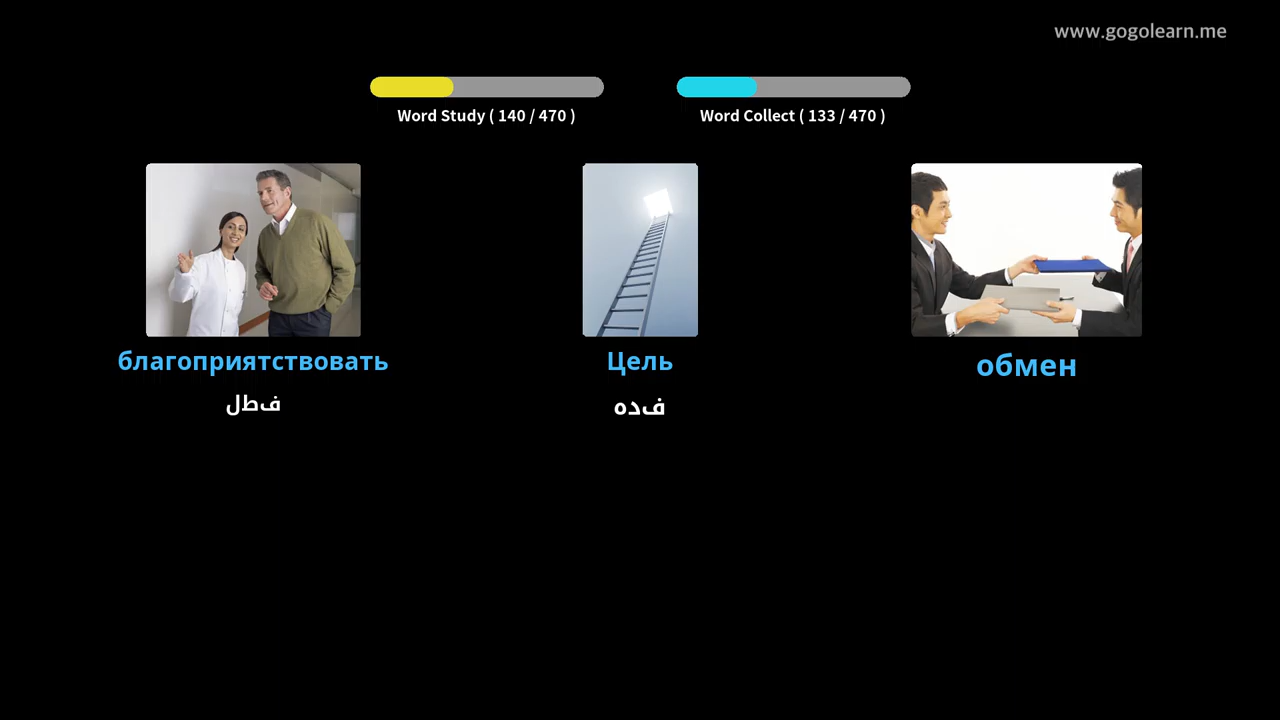 www.gogolearn.me
Word Study ( 140 / 470 )
Word Collect ( 133 / 470 )
благоприятствовать
Цель
обмен
فطل
فده